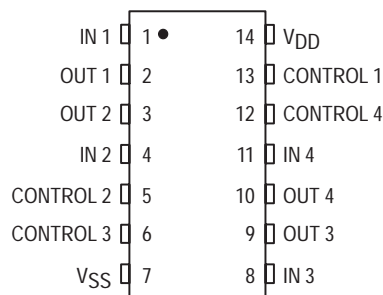 IN 1 1 14 VDD
OUT 1 2 13 CONTROL 1
OUT 2 3 12 CONTROL 4
IN 2 4 11 IN 4
CONTROL 2 5 10 OUT 4
CONTROL 3 6 9 OUT 3
VSS 7 8 IN 3